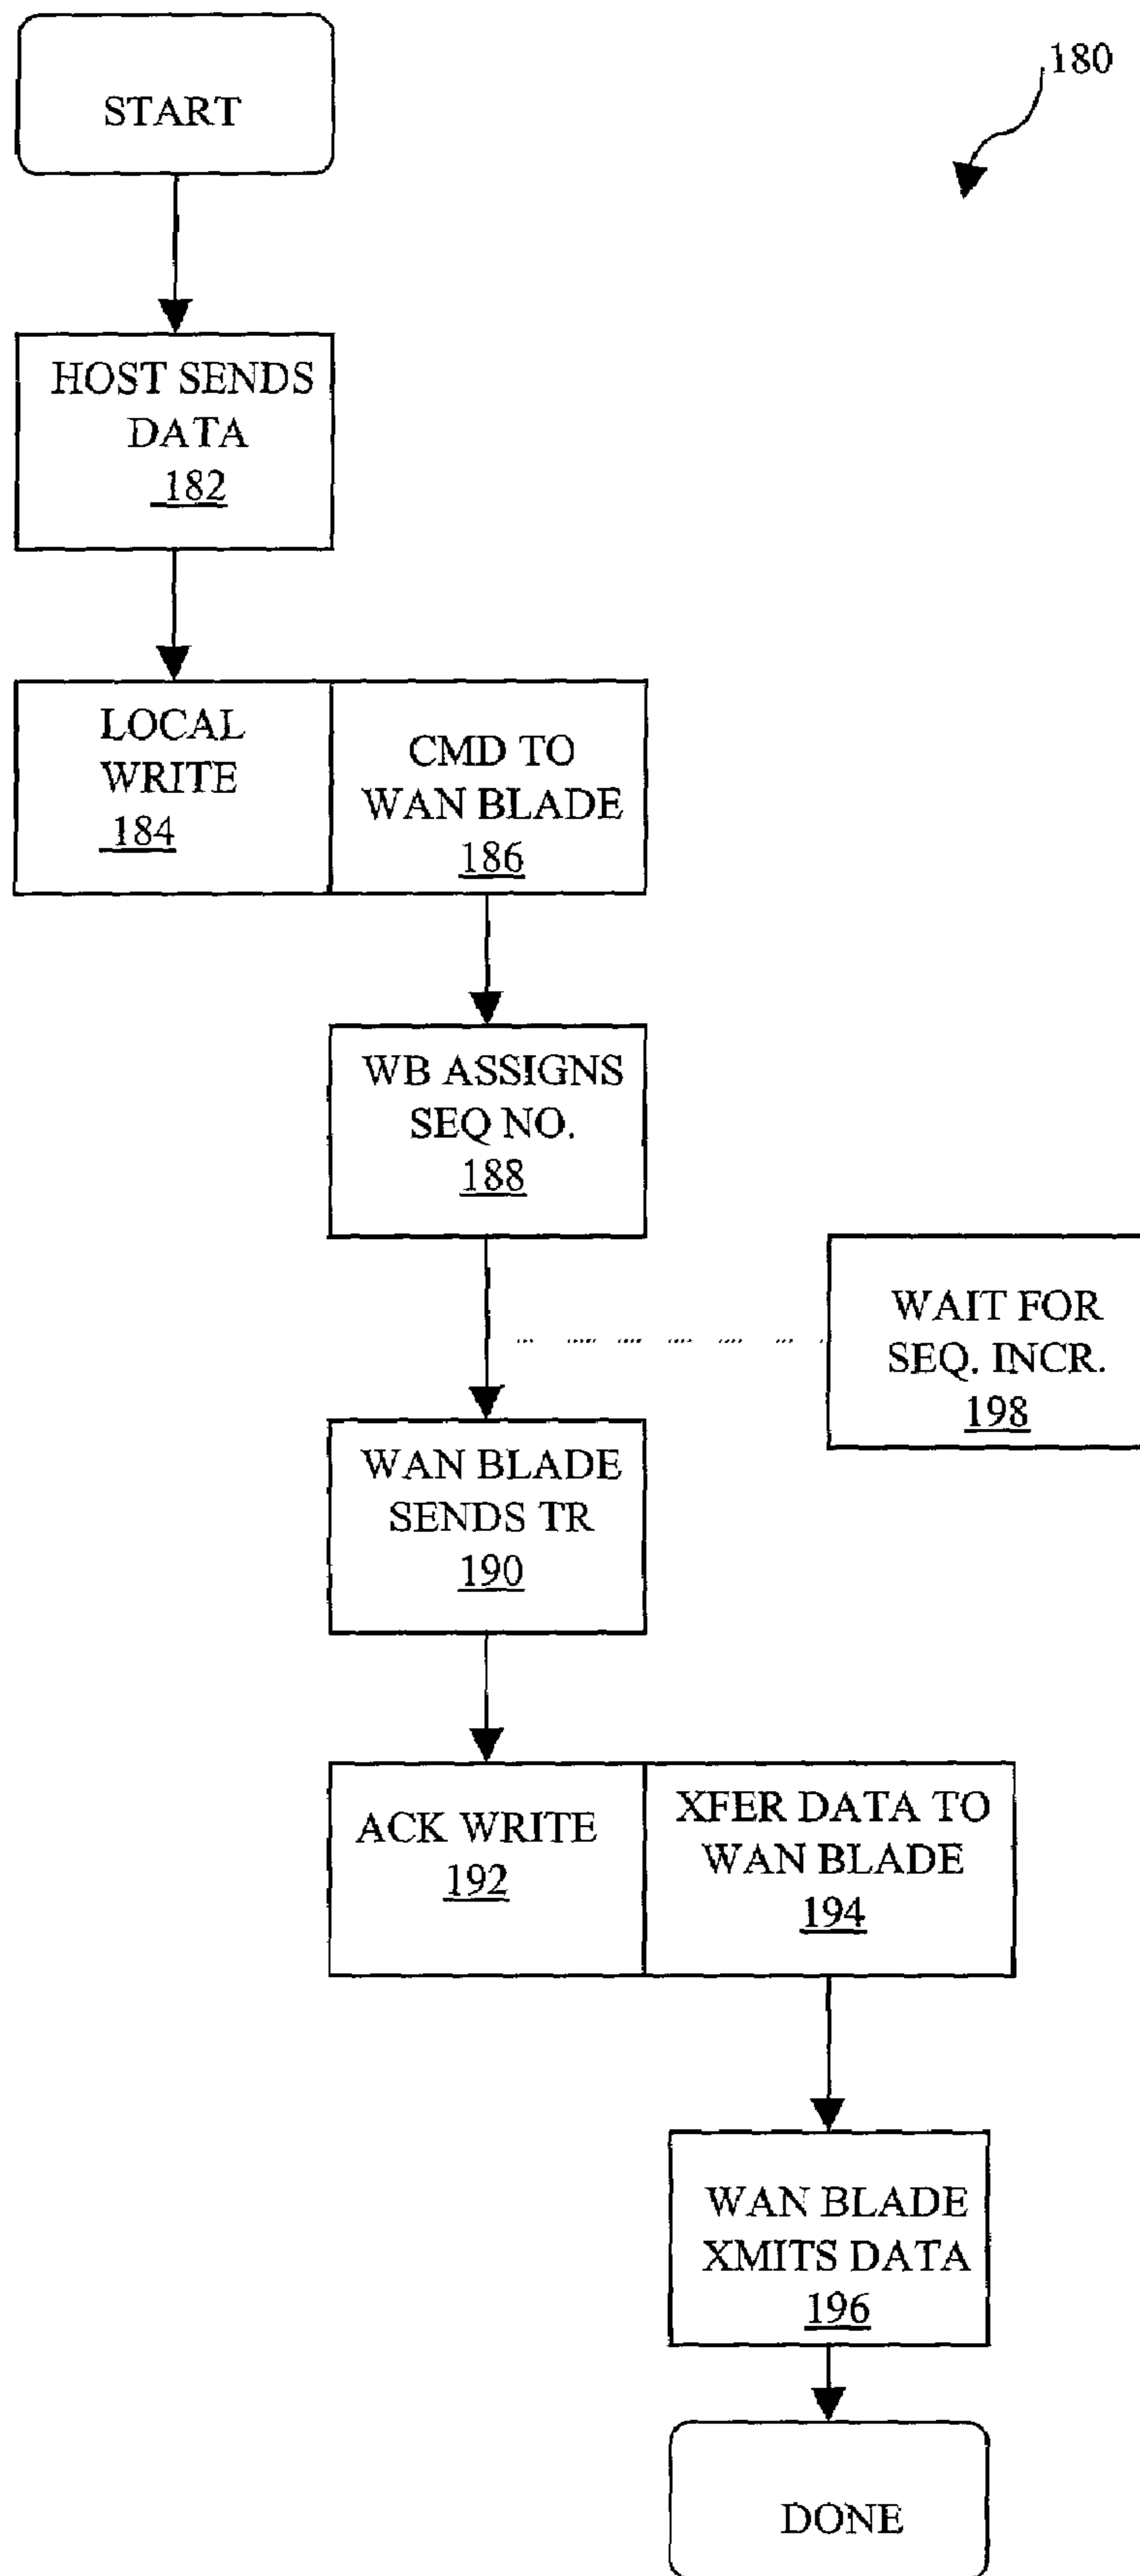 START
180
HOST SENDS
DATA
182
LOCAL
WRITE
184
CMD TO
WAN BLADE
186
WB ASSIGNS
SEQ NO.
188
WAIT FOR
SEQ. INCR.
198
WAN BLADE
SENDS TR
190
ACK WRITE
192
XFER DATA TO
WAN BLADE
194
WAN BLADE
XMITS DATA
196
DONE